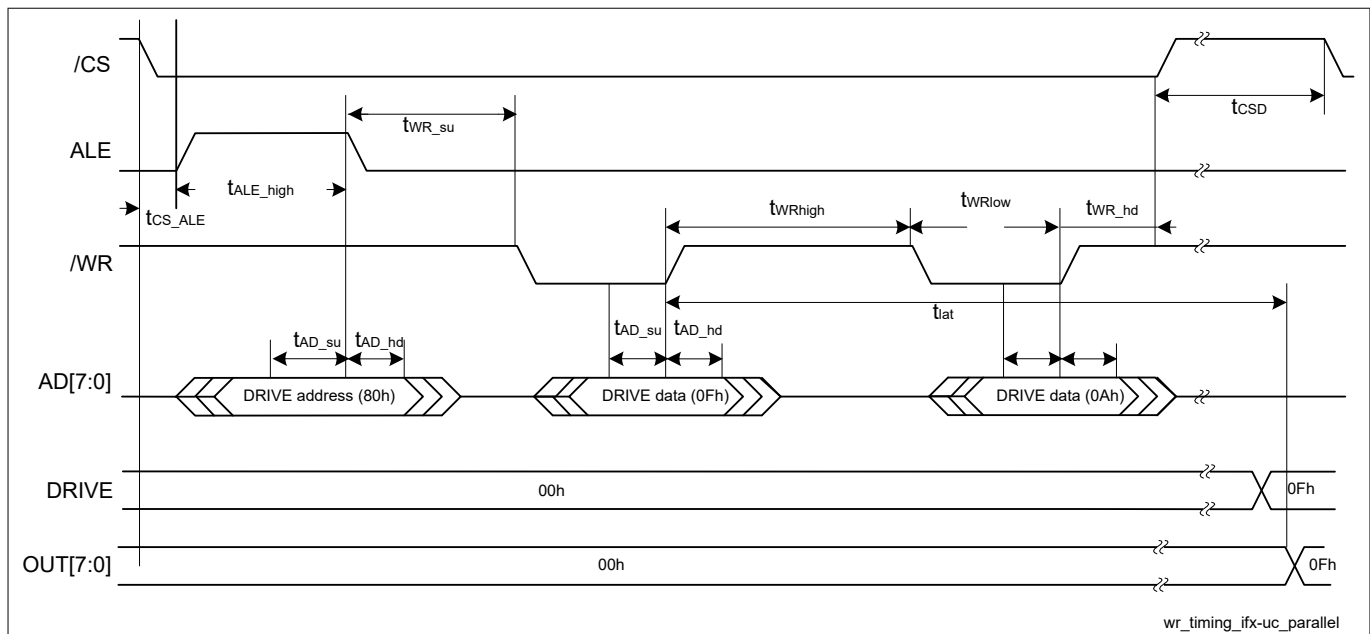 /CS
tCSD
tWR_su
ALE
tALE_high
tCS_ALE
tWRhigh
tWRlow
tWR_hd
/WR
tlat
tAD_su
tAD_hd
tAD_su
tAD_hd
AD[7:0]
DRIVE address (80h)
DRIVE data (0Fh)
DRIVE data (0Ah)
DRIVE
00h
0Fh
OUT[7:0]
00h
0Fh
wr_timing_ifx-uc_parallel